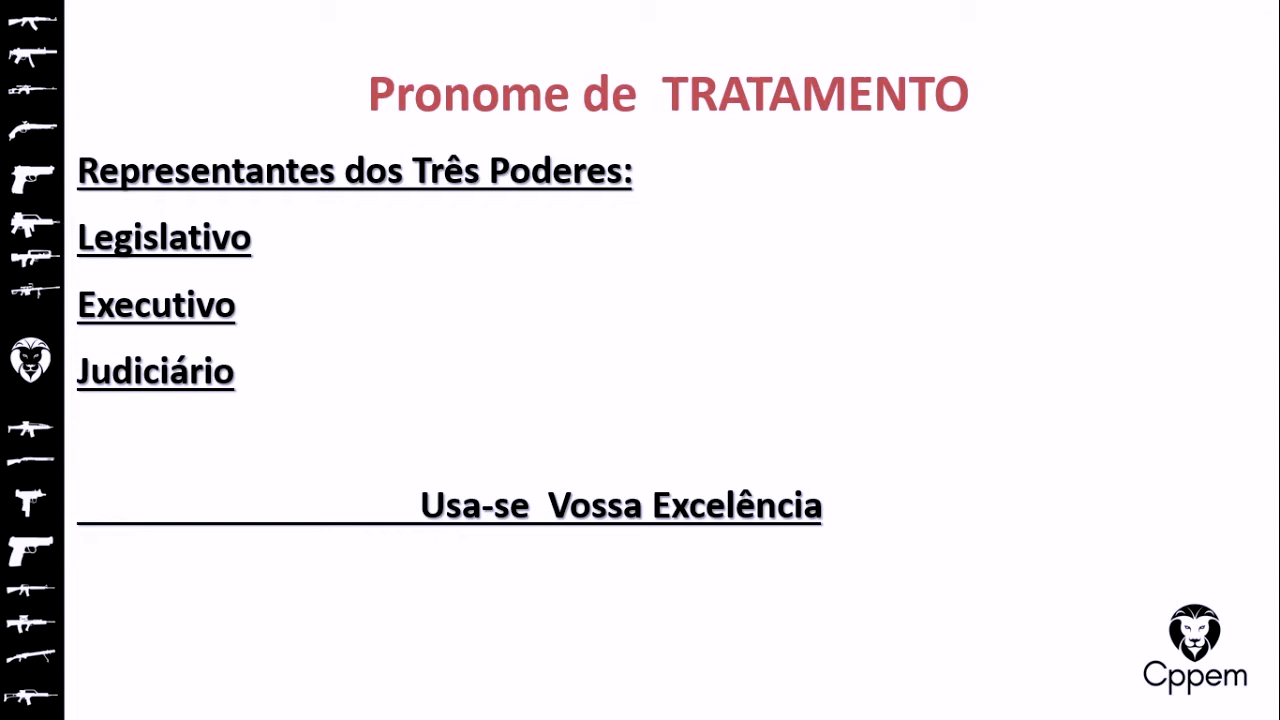 Pronome de TRATAMENTO
Representantes dos Três Poderes:
Legislativo
Executivo
Judiciário
Usa-se Vossa Excelência
Cppem